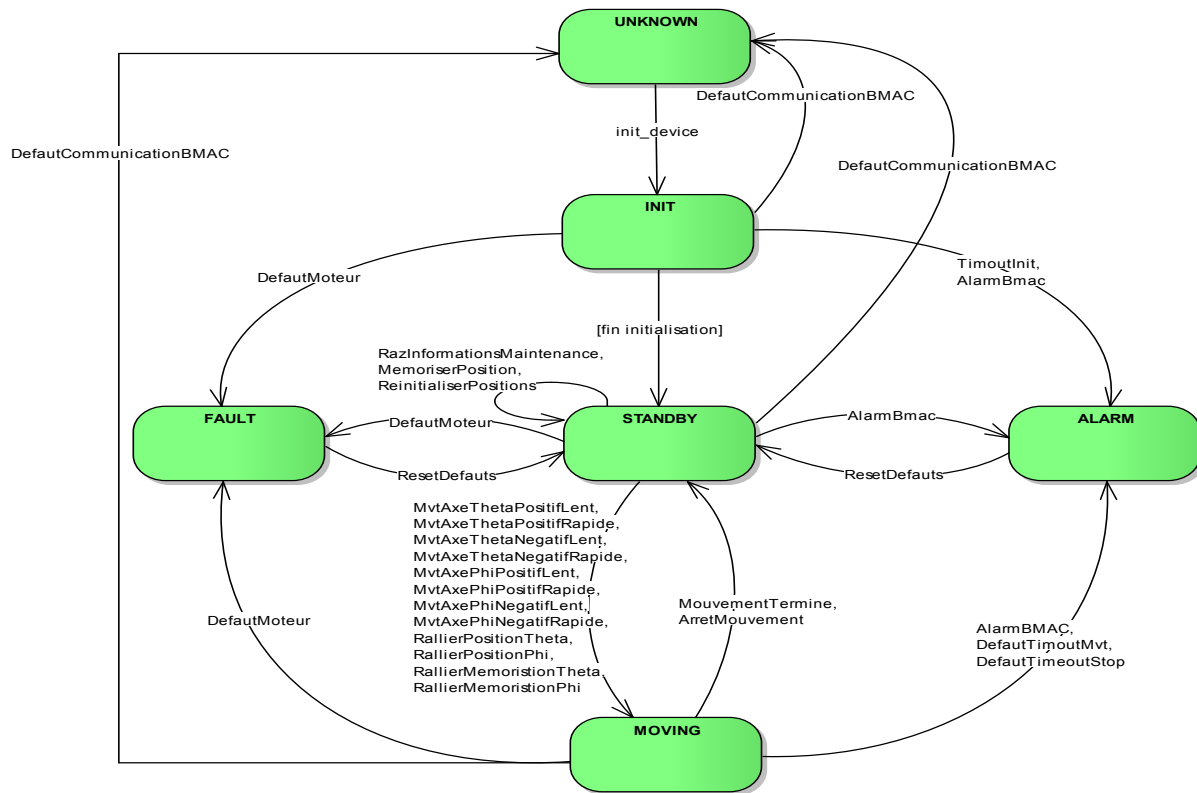 UNKNOWN
DefautCommunicationBMAC
init_device
DefautCommunicationBMAC
DefautCommunicationBMAC
INIT
DefautMoteur
TimoutInit,
AlarmBmac
[fin initialisation]
RazInformationsMaintenance,
MemoriserPosition,
ReinitialiserPositions
FAULT
DefautMoteur
STANDBY
AlarmBmac
ALARM
ResetDefauts
ResetDefauts
MvtAxeThetaPositifLent,
MvtAxeThetaPositifRapide,
MvtAxeThetaNegatifLent,
MvtAxeThetaNegatifRapide,
MvtAxePhiPositifLent,
MvtAxePhiPositifRapide,
MvtAxePhiNegatifLent,
MvtAxePhiNegatifRapide,
RallierPositionTheta,
RallierPositionPhi,
RallierMemoristionTheta,
RallierMemoristionPhi
MouvementTermine,
ArretMouvement
DefautMoteur
AlarmBMAC,
DefautTimoutMvt,
DefautTimeoutStop
MOVING